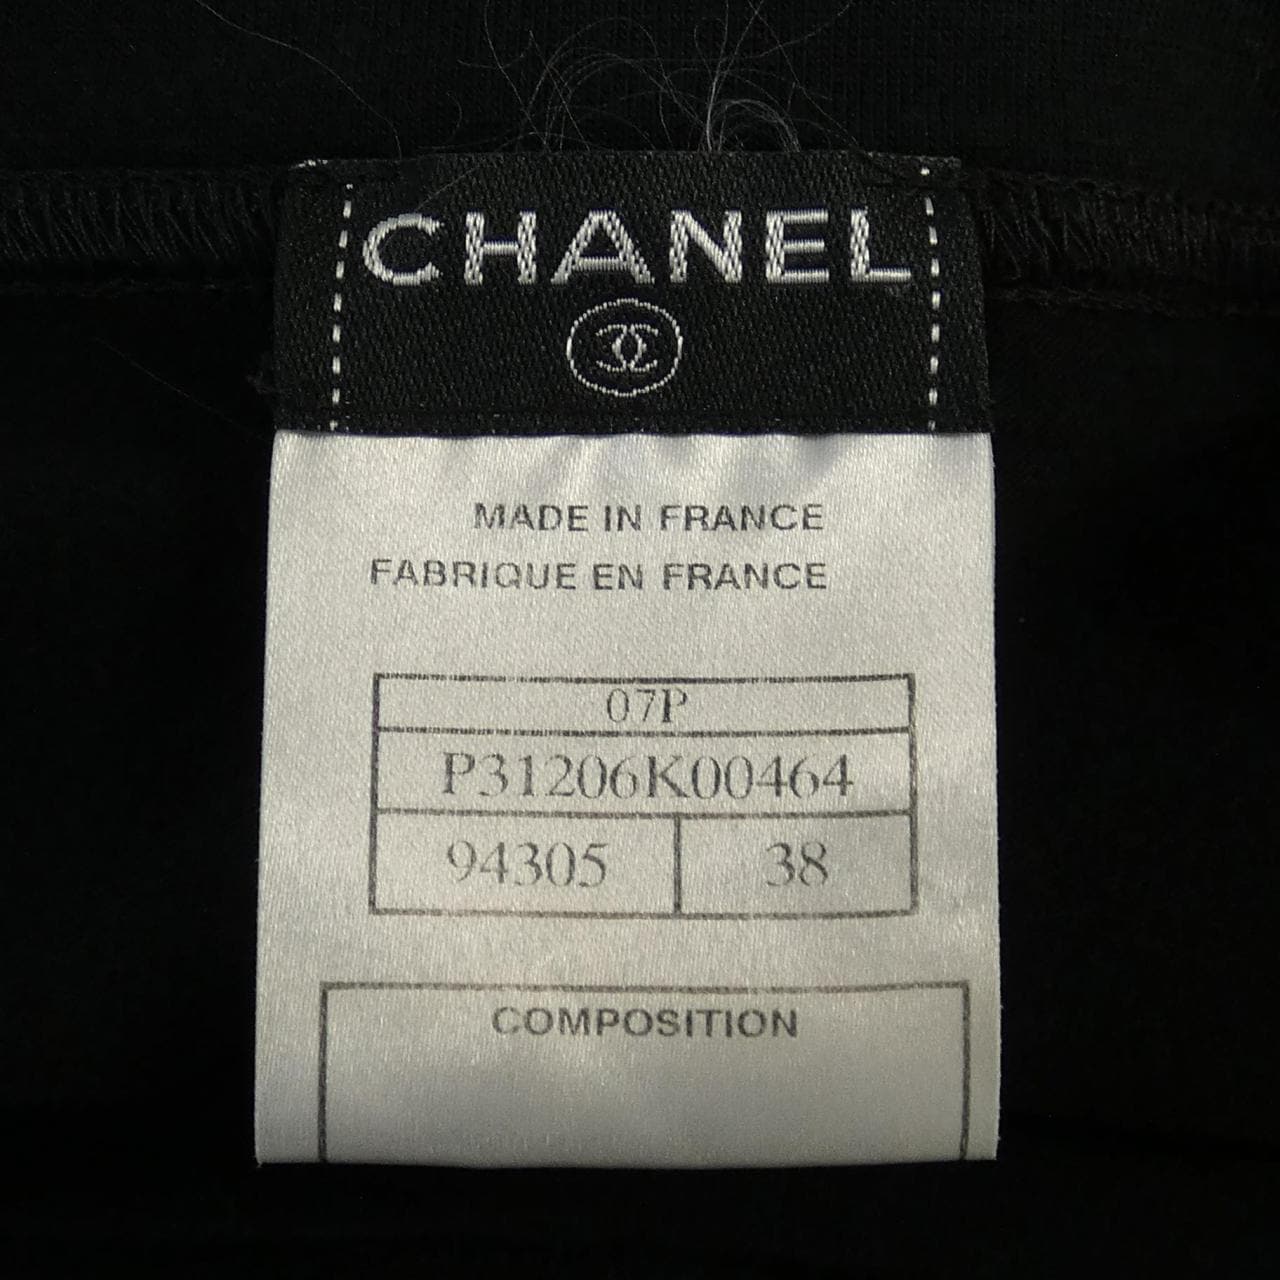 CHANEL
MADE IN FRANCE
FABRIQUE EN FRANCE
07P
P31206K00464
94305 38
COMPOSITION